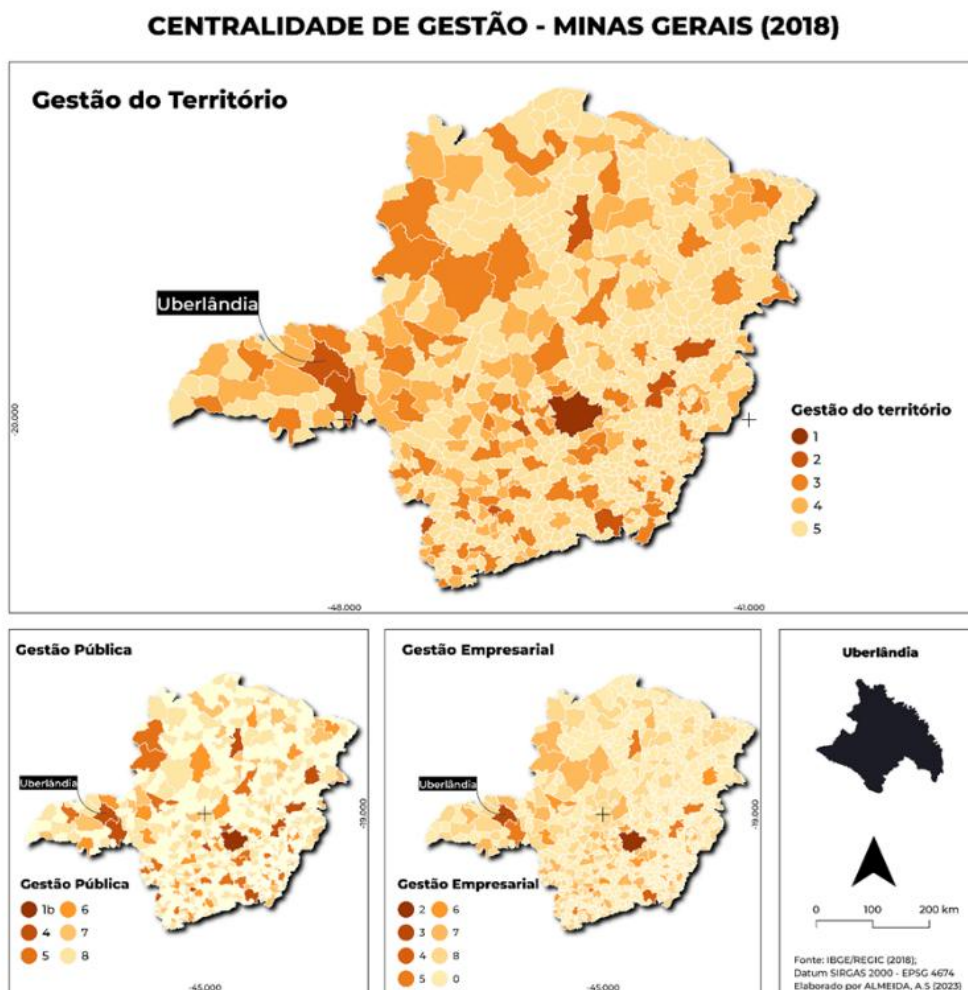 CENTRALIDADE DE GESTÃO - MINAS GERAIS (2018)
Gestão do Território
Uberlândia
-20.000
Gestão do território
1
2
3
4
5
-48.000
-41.000
Gestão Pública
Uberlândia
-19.000
Gestão Pública
1b 6
4 7
5 8
-45.000
Gestão Empresarial
Uberlândia
-19.000
Gestão Empresarial
2 6
3 7
4 8
5 0
-45.000
Uberlândia
0 100 200 km
Fonte: IBGE/REGIC (2018);
Datum SIRGAS 2000 - EPSG 4674
Elaborado por ALMEIDA, A.S (2023)